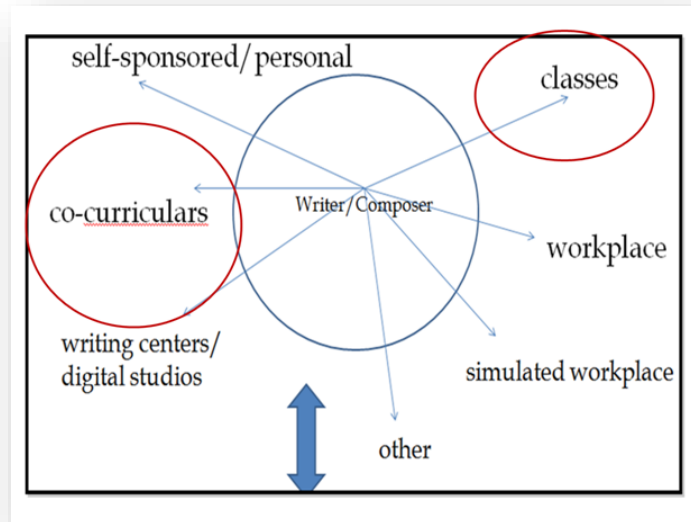 self-sponsored/personal
classes
co-curriculars
Writer/Composer
workplace
writing centers/
digital studios
simulated workplace
other